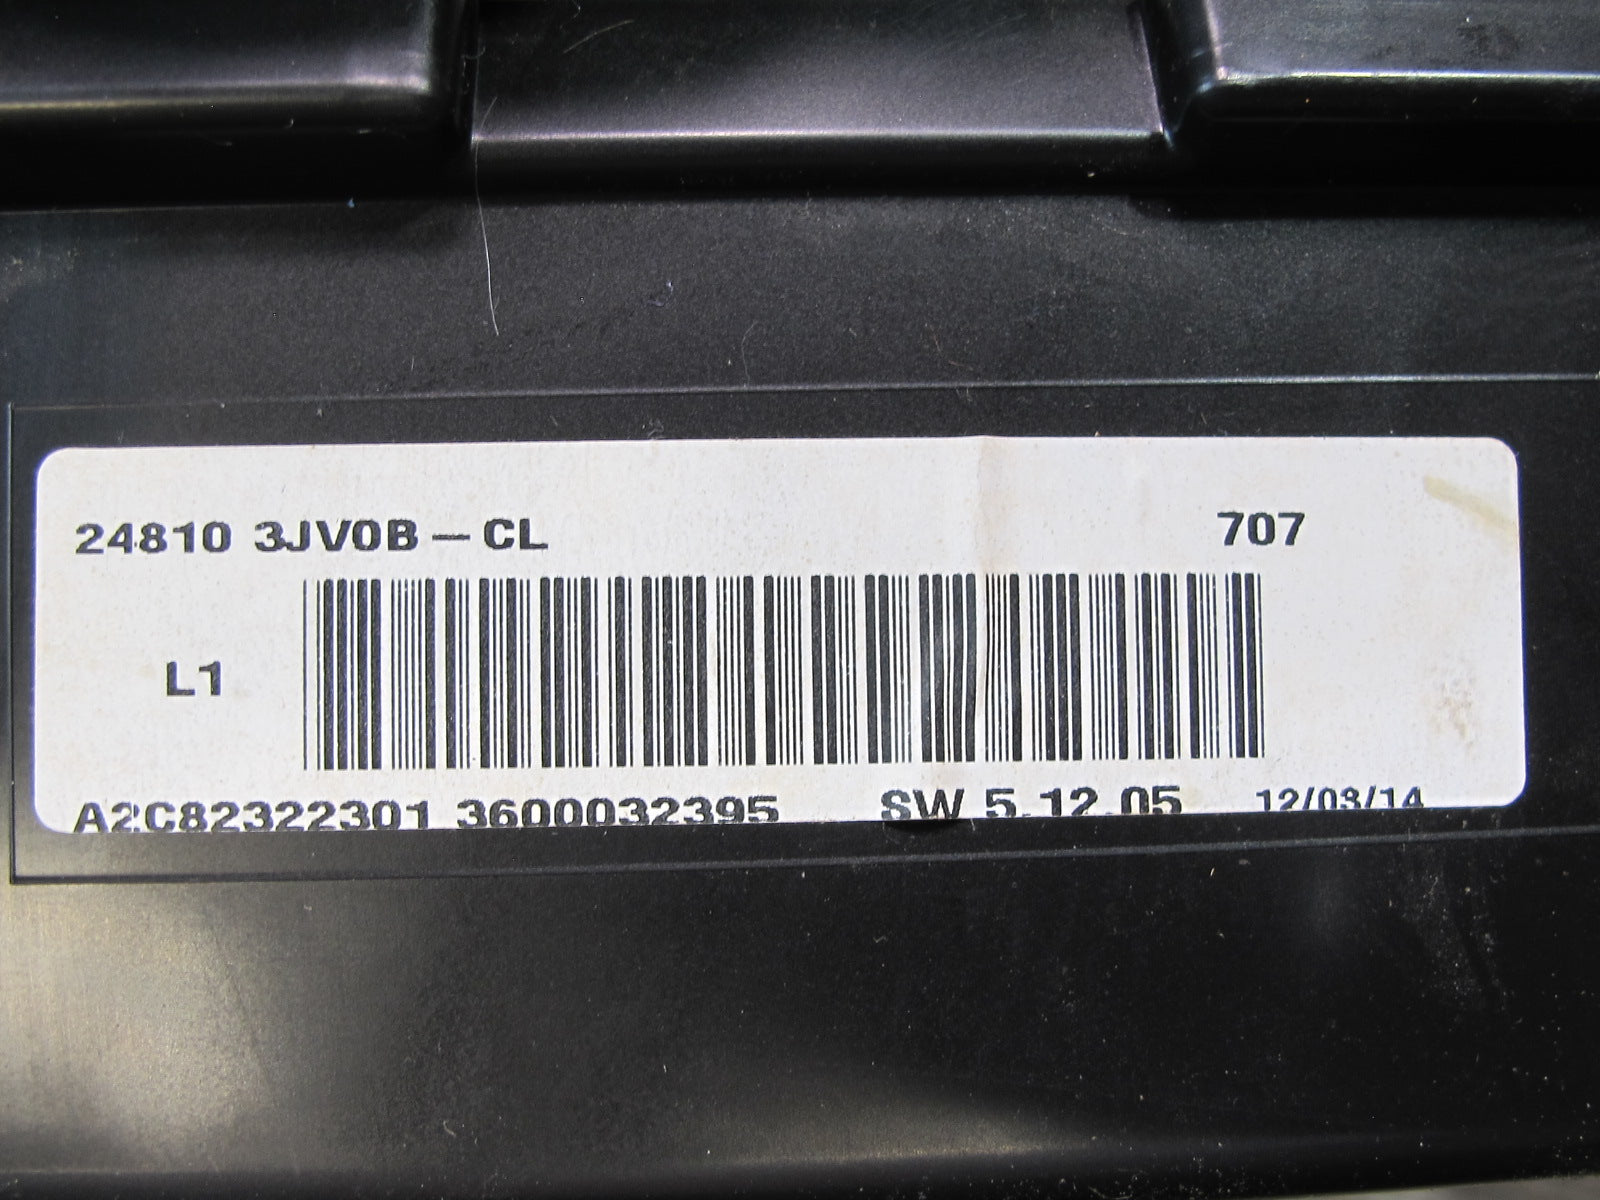 24810 3JV0B – CL 707
L1
A2C82322301 3600032395 SW 5.12.05 12/03/14